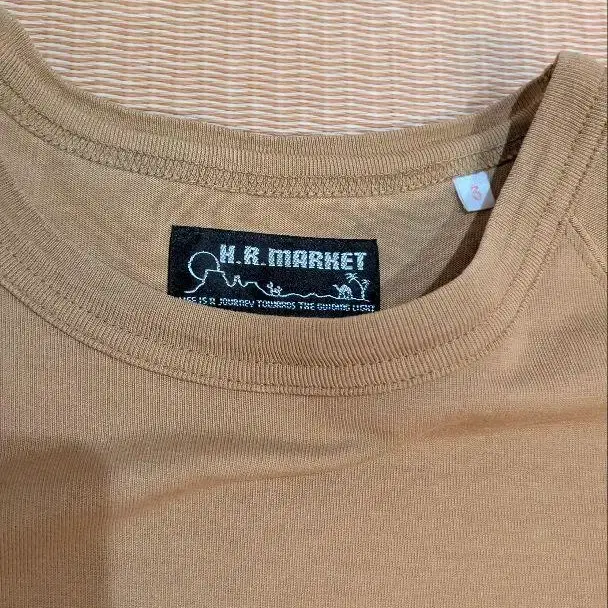 H.R.MARKET
LIFE IS A JOURNEY TOWARDS THE GUIDING LIGHT